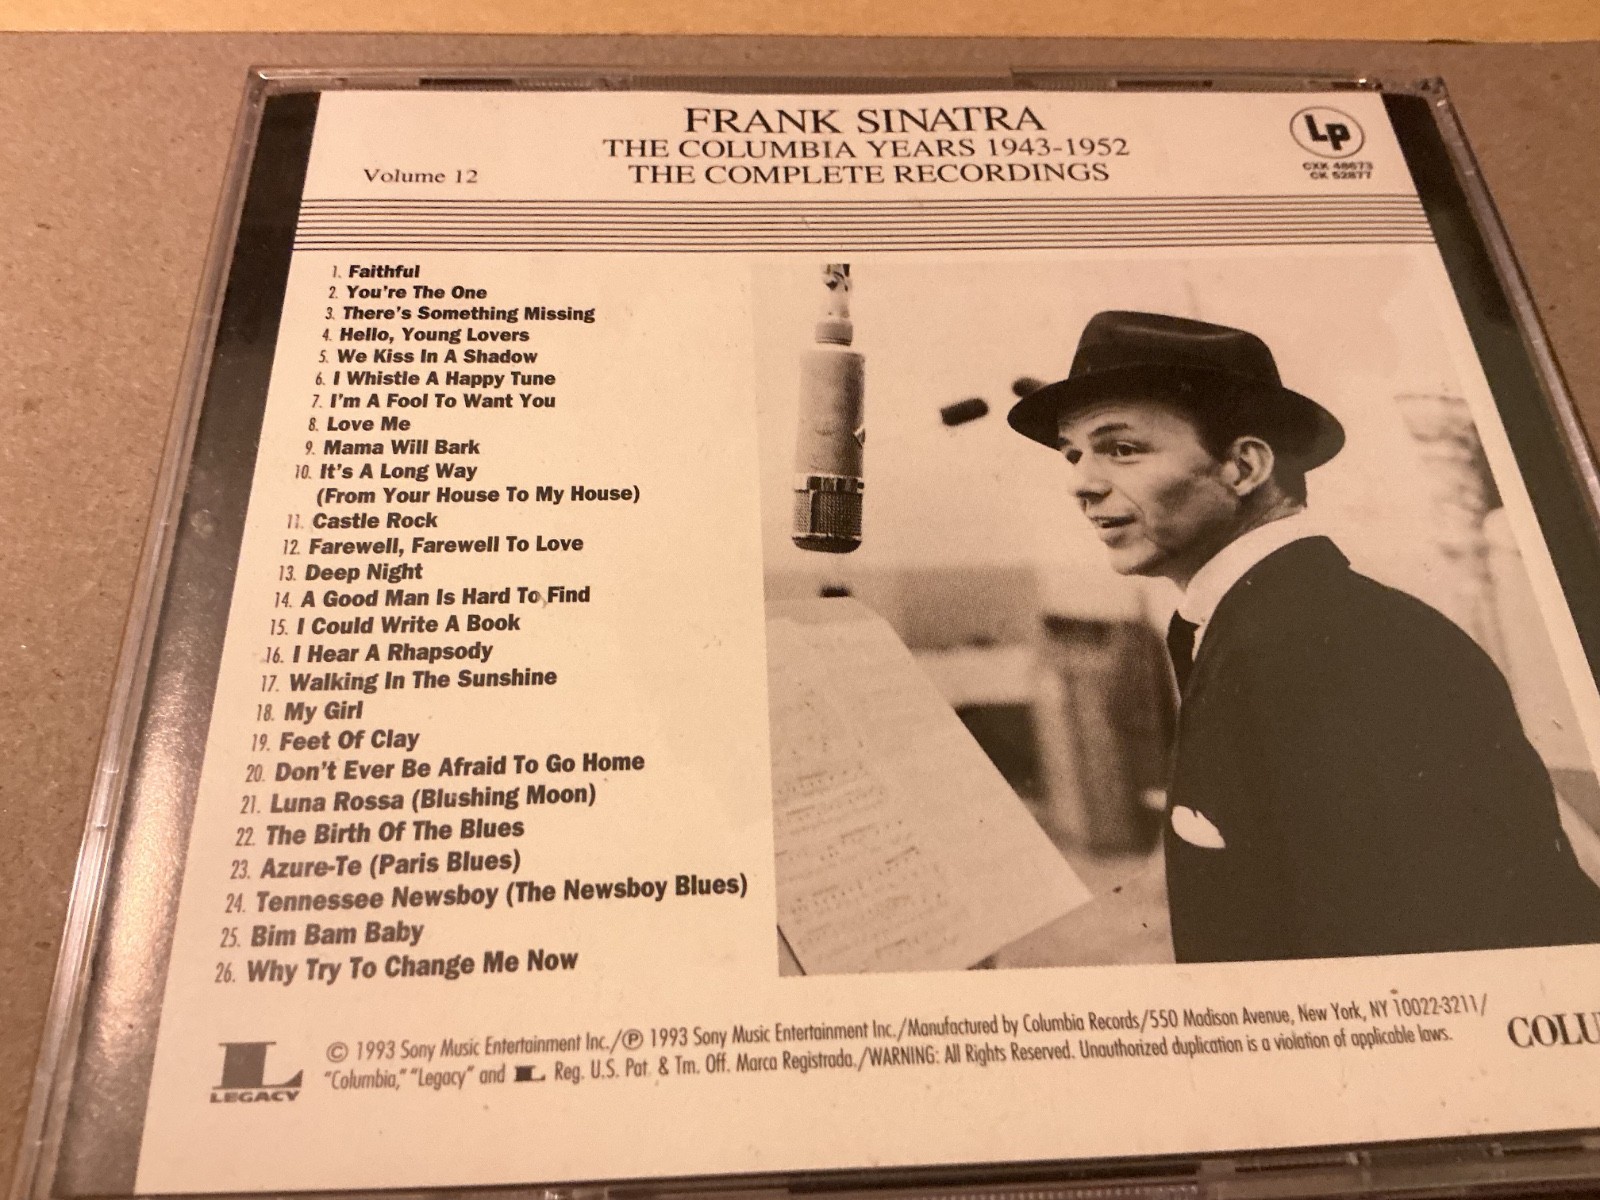 FRANK SINATRA
THE COLUMBIA YEARS 1943-1952
THE COMPLETE RECORDINGS
Volume 12
Lp
CXK 48673
CK 52877
1. Faithful
2. You're The One
3. There's Something Missing
4. Hello, Young Lovers
5. We Kiss In A Shadow
6. I Whistle A Happy Tune
7. I'm A Fool To Want You
8. Love Me
9. Mama Will Bark
10. It's A Long Way
(From Your House To My House)
11. Castle Rock
12. Farewell, Farewell To Love
13. Deep Night
14. A Good Man Is Hard To Find
15. I Could Write A Book
16. I Hear A Rhapsody
17. Walking In The Sunshine
18. My Girl
19. Feet Of Clay
20. Don't Ever Be Afraid To Go Home
21. Luna Rossa (Blushing Moon)
22. The Birth Of The Blues
23. Azure-Te (Paris Blues)
24. Tennessee Newsboy (The Newsboy Blues)
25. Bim Bam Baby
26. Why Try To Change Me Now
L
LEGACY
© 1993 Sony Music Entertainment Inc./℗ 1993 Sony Music Entertainment Inc./Manufactured by Columbia Records/550 Madison Avenue, New York, NY 10022-3211/
"Columbia," "Legacy" and L Reg. U.S. Pat. & Tm. Off. Marca Registrada./WARNING: All Rights Reserved. Unauthorized duplication is a violation of applicable laws.
COLU